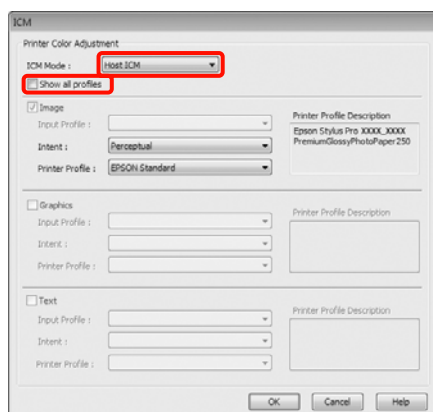 ICM
Printer Color Adjustment
ICM Mode : Host ICM
Show all profiles
Image
Input Profile :
Intent : Perceptual
Printer Profile : EPSON Standard
Printer Profile Description
Epson Stylus Pro XXXX_XXXX
PremiumGlossyPhotoPaper250
Graphics
Input Profile :
Intent :
Printer Profile :
Printer Profile Description
Text
Input Profile :
Intent :
Printer Profile :
Printer Profile Description
OK Cancel Help